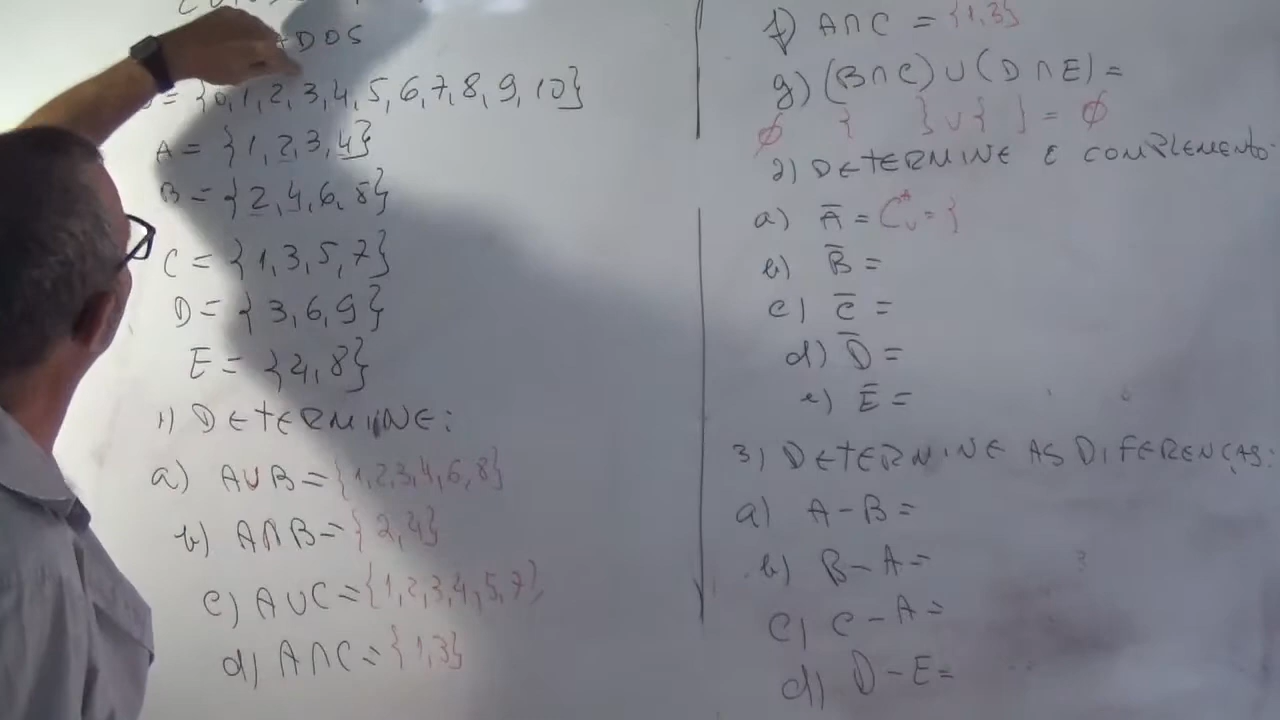 DOS
= {0, 1, 2, 3, 4, 5, 6, 7, 8, 9, 10}
A = {1, 2, 3, 4}
B = {2, 4, 6, 8}
C = {1, 3, 5, 7}
D = {3, 6, 9}
E = {4, 8}
1) DETERMINE:
a) A∪B = {1,2,3,4,6,8}
b) A∩B = {2,4}
c) A∪C = {1,2,3,4,5,7}
d) A∩C = {1,3}
f) A∩C = {1,3}
g) (B∩C) ∪ (D∩E) =
∅ { } ∪ { } = ∅
2) DETERMINE O COMPLEMENTO:
a) A̅ = C = {
b) B̅ =
c) C̅ =
d) D̅ =
e) E̅ =
3) DETERMINE AS DIFERENÇAS:
a) A - B =
b) B - A =
c) C - A =
d) D - E =